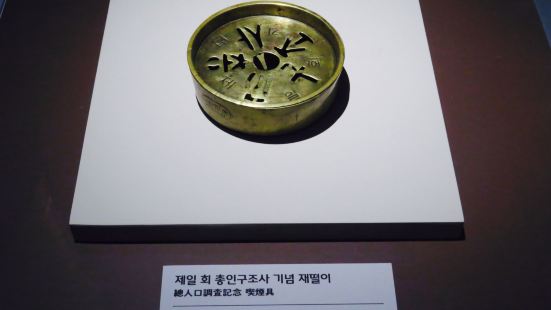 제일 회 총인구조사 기념 재떨이
總人口調査記念 喫煙具